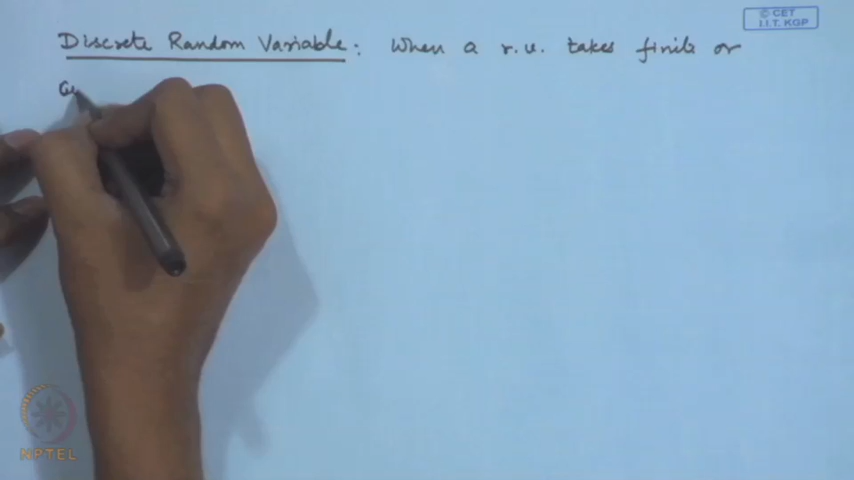 © CET
I.I.T. KGP
Discrete Random Variable : When a r.v. takes finite or
NPTEL